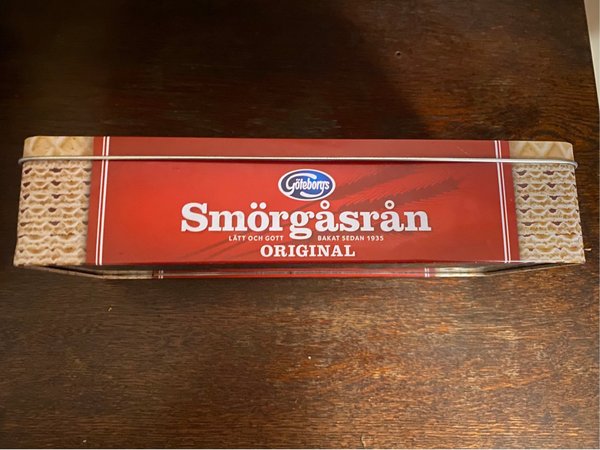 Göteborgs
Smörgåsrån
LÄTT OCH GOTT BAKAT SEDAN 1935
ORIGINAL